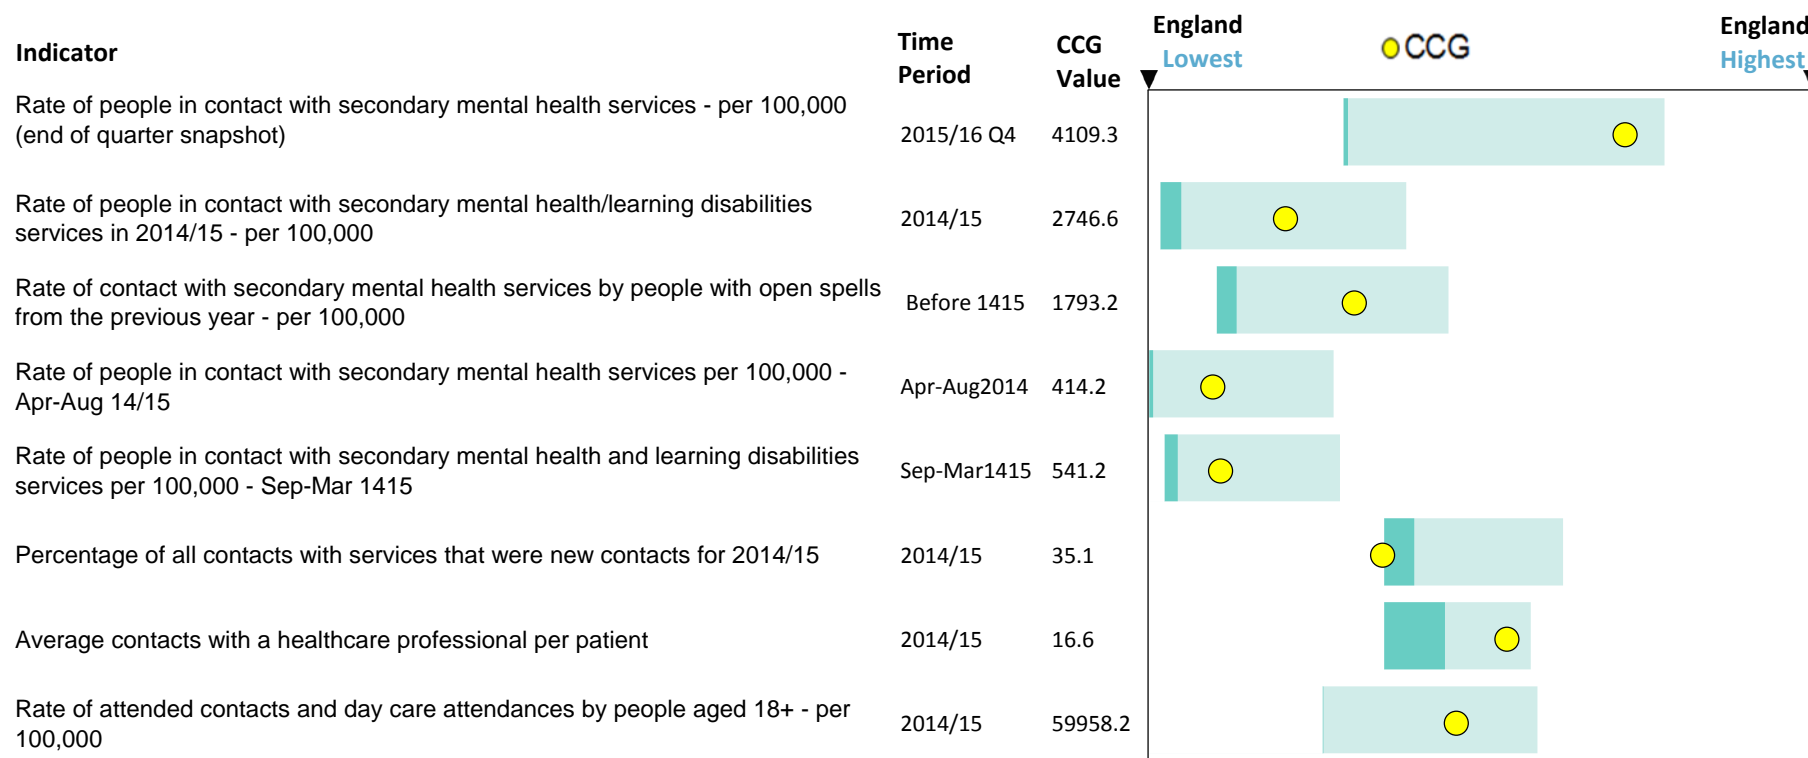 Indicator
Time
Period
CCG
Value
England
Lowest
CCG
England
Highest
Rate of people in contact with secondary mental health services - per 100,000
(end of quarter snapshot)
2015/16 Q4
4109.3
Rate of people in contact with secondary mental health/learning disabilities
services in 2014/15 - per 100,000
2014/15
2746.6
Rate of contact with secondary mental health services by people with open spells
from the previous year - per 100,000
Before 1415
1793.2
Rate of people in contact with secondary mental health services per 100,000 -
Apr-Aug 14/15
Apr-Aug2014
414.2
Rate of people in contact with secondary mental health and learning disabilities
services per 100,000 - Sep-Mar 1415
Sep-Mar1415
541.2
Percentage of all contacts with services that were new contacts for 2014/15
2014/15
35.1
Average contacts with a healthcare professional per patient
2014/15
16.6
Rate of attended contacts and day care attendances by people aged 18+ - per
100,000
2014/15
59958.2